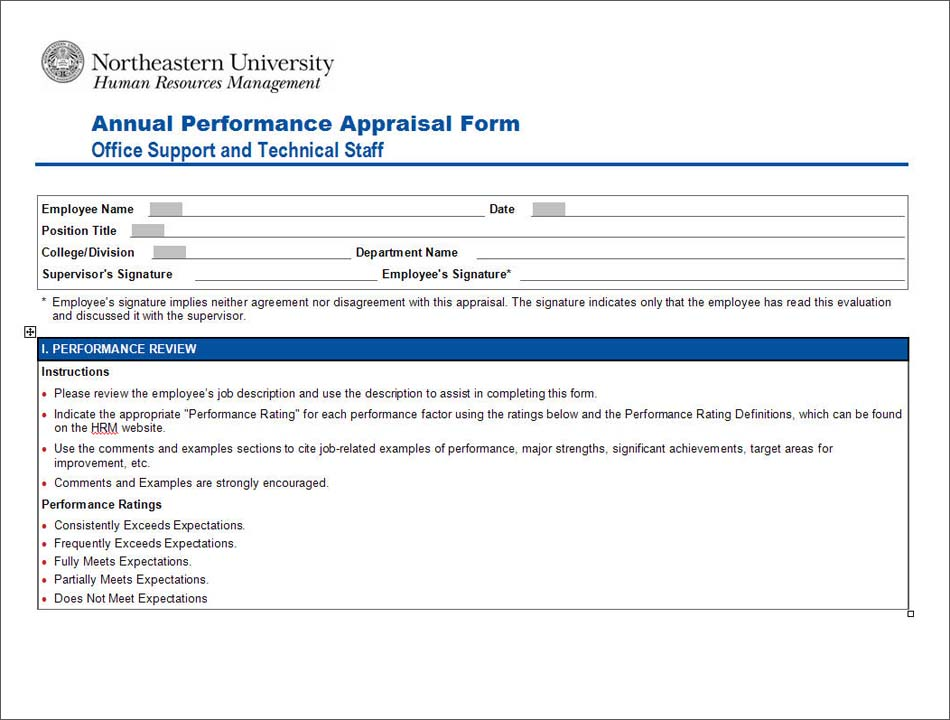 Northeastern University
Human Resources Management
Annual Performance Appraisal Form
Office Support and Technical Staff
Employee Name Date
Position Title
College/Division Department Name
Supervisor's Signature Employee's Signature*
* Employee's signature implies neither agreement nor disagreement with this appraisal. The signature indicates only that the employee has read this evaluation
and discussed it with the supervisor.
I. PERFORMANCE REVIEW
Instructions
• Please review the employee's job description and use the description to assist in completing this form.
• Indicate the appropriate "Performance Rating" for each performance factor using the ratings below and the Performance Rating Definitions, which can be found
on the HRM website.
• Use the comments and examples sections to cite job-related examples of performance, major strengths, significant achievements, target areas for
improvement, etc.
• Comments and Examples are strongly encouraged.
Performance Ratings
• Consistently Exceeds Expectations.
• Frequently Exceeds Expectations.
• Fully Meets Expectations.
• Partially Meets Expectations.
• Does Not Meet Expectations